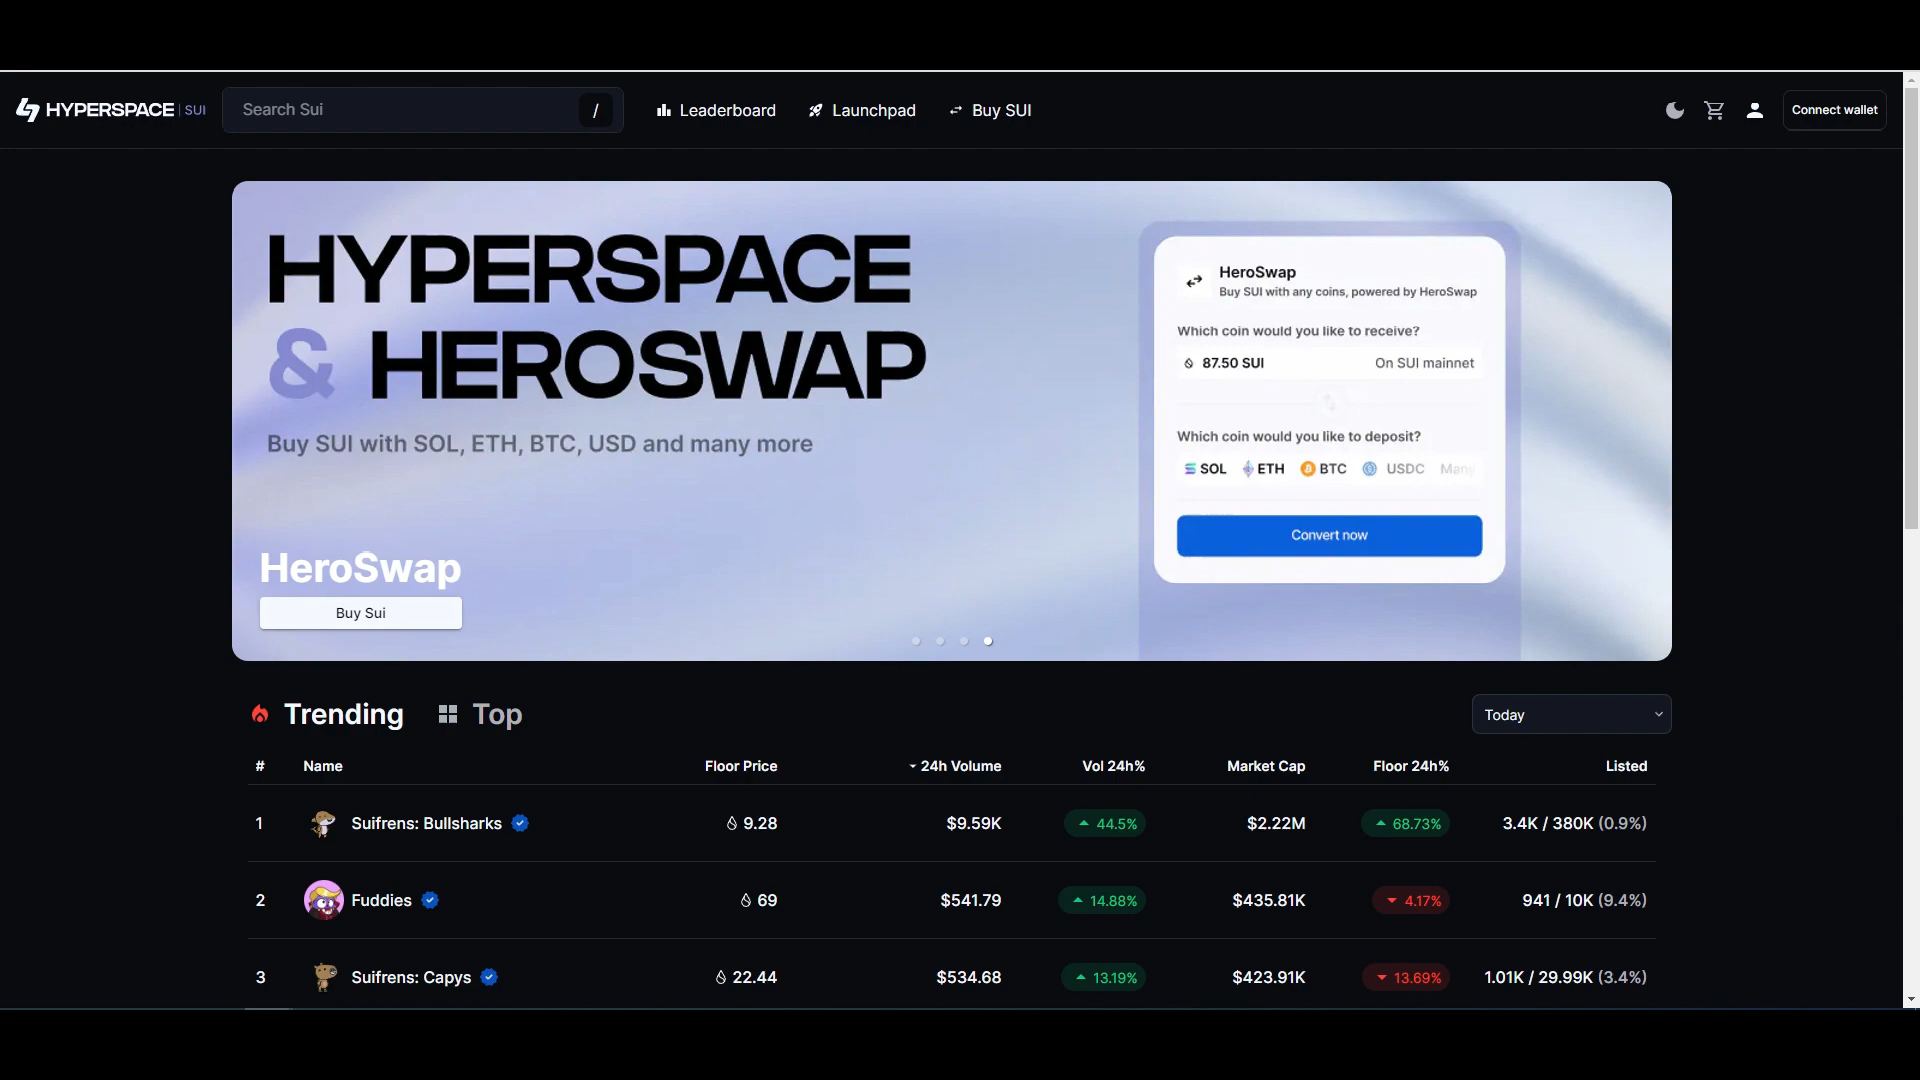 HYPERSPACE | SUI
Search Sui
/
Leaderboard
Launchpad
Buy SUI
Connect wallet
HYPERSPACE
& HEROSWAP
Buy SUI with SOL, ETH, BTC, USD and many more
HeroSwap
Buy SUI with any coins, powered by HeroSwap
Which coin would you like to receive?
87.50 SUI On SUI mainnet
Which coin would you like to deposit?
SOL ETH BTC USDC Many
Convert now
HeroSwap
Buy Sui
Trending Top Today
# Name Floor Price 24h Volume Vol 24h% Market Cap Floor 24h% Listed
1 Suifrens: Bullsharks 9.28 $9.59K 44.5% $2.22M 68.73% 3.4K / 380K (0.9%)
2 Fuddies 69 $541.79 14.88% $435.81K 4.17% 941 / 10K (9.4%)
3 Suifrens: Capys 22.44 $534.68 13.19% $423.91K 13.69% 1.01K / 29.99K (3.4%)